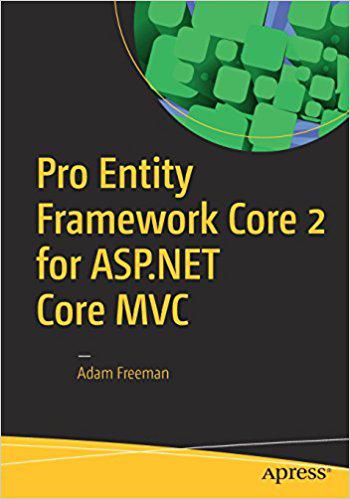 Pro Entity
Framework Core 2
for ASP.NET
Core MVC
—
Adam Freeman
Apress®